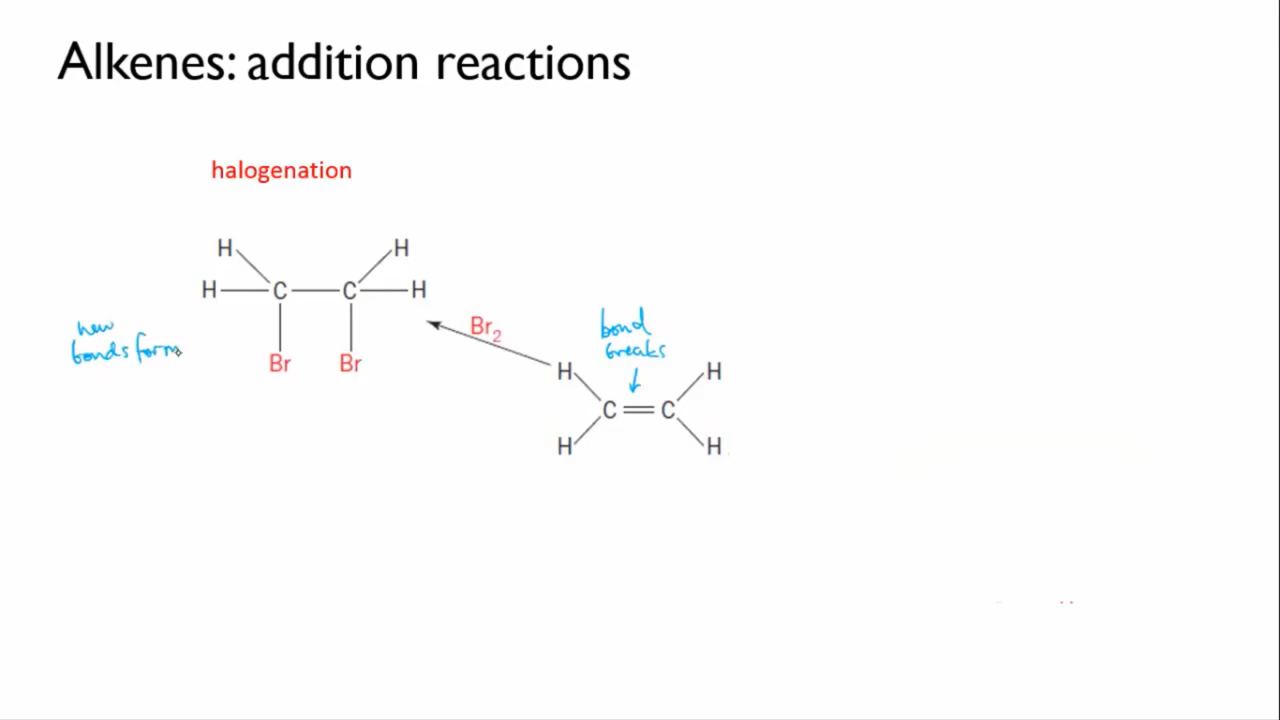 Alkenes: addition reactions
halogenation
H H
H C C H
Br Br
new
bonds form
Br2
bond
breaks
H H
C C
H H